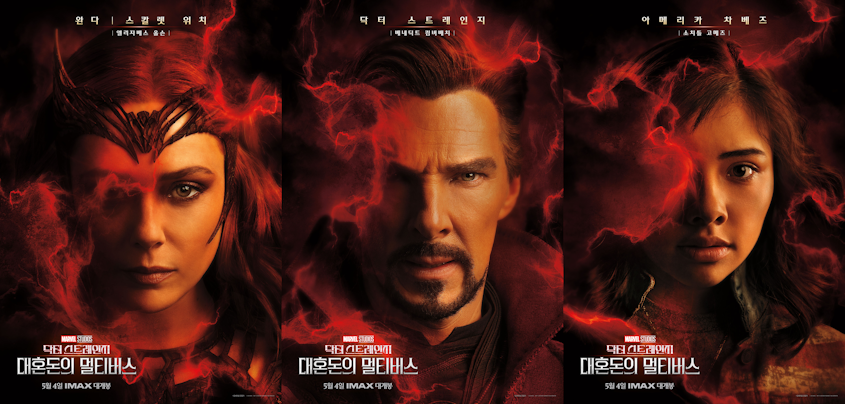 완다 | 스칼렛 위치
| 엘리자베스 올슨 |
MARVEL STUDIOS
닥터 스트레인지
대혼돈의 멀티버스
5월 4일 IMAX 대개봉
닥터 스트레인지
| 베네딕트 컴버배치 |
MARVEL STUDIOS
닥터 스트레인지
대혼돈의 멀티버스
5월 4일 IMAX 대개봉
아메리카 차베즈
| 소치틀 고메즈 |
MARVEL STUDIOS
닥터 스트레인지
대혼돈의 멀티버스
5월 4일 IMAX 대개봉